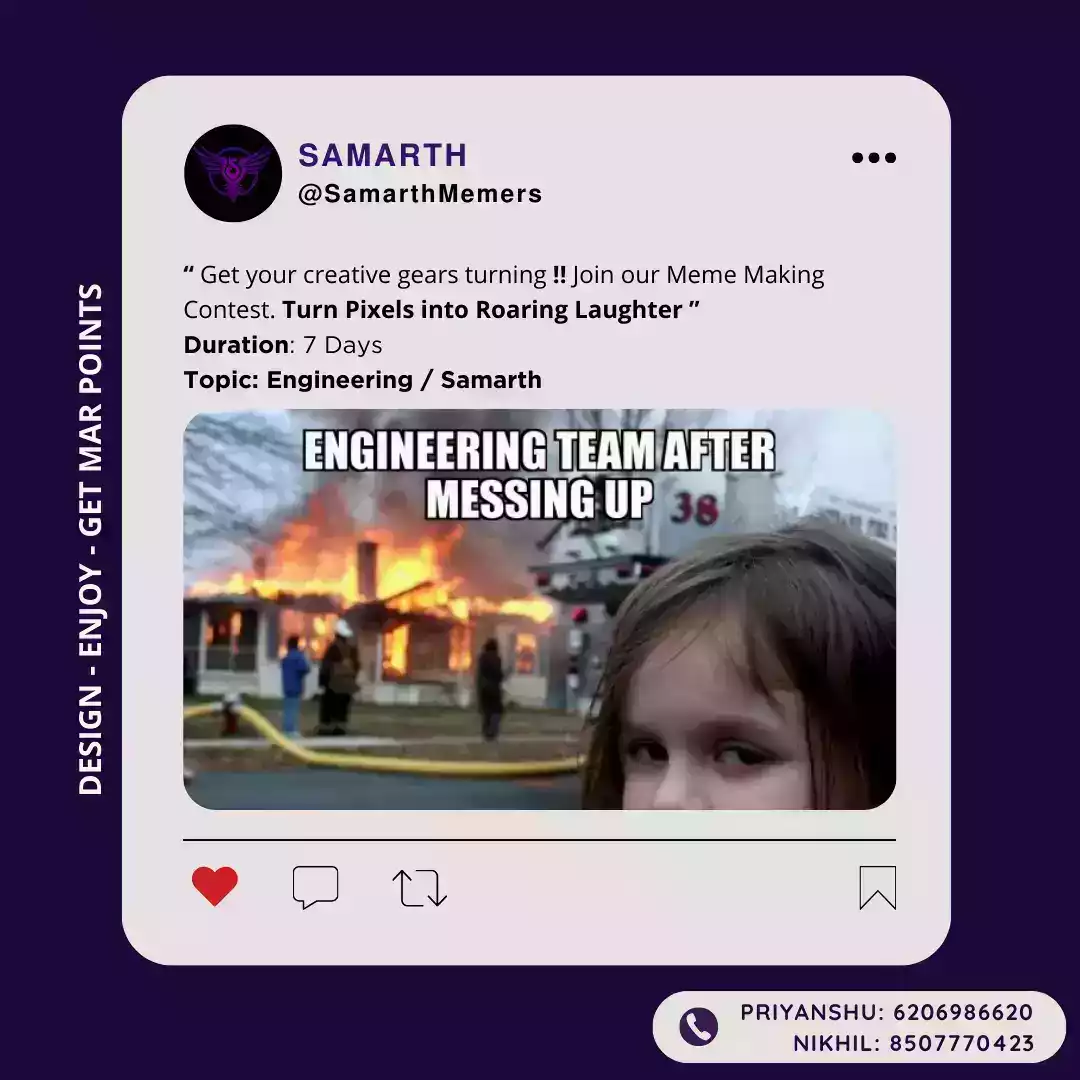 SAMARTH
@SamarthMemers
“ Get your creative gears turning !! Join our Meme Making
Contest. Turn Pixels into Roaring Laughter ”
Duration: 7 Days
Topic: Engineering / Samarth
ENGINEERING TEAM AFTER
MESSING UP
38
DESIGN - ENJOY - GET MAR POINTS
PRIYANSHU: 6206986620
NIKHIL: 8507770423